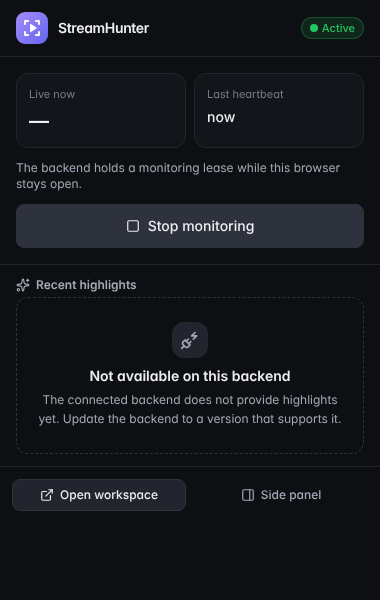 StreamHunter
Active
Live now
—
Last heartbeat
now
The backend holds a monitoring lease while this browser
stays open.
Stop monitoring
Recent highlights
Not available on this backend
The connected backend does not provide highlights
yet. Update the backend to a version that supports it.
Open workspace
Side panel